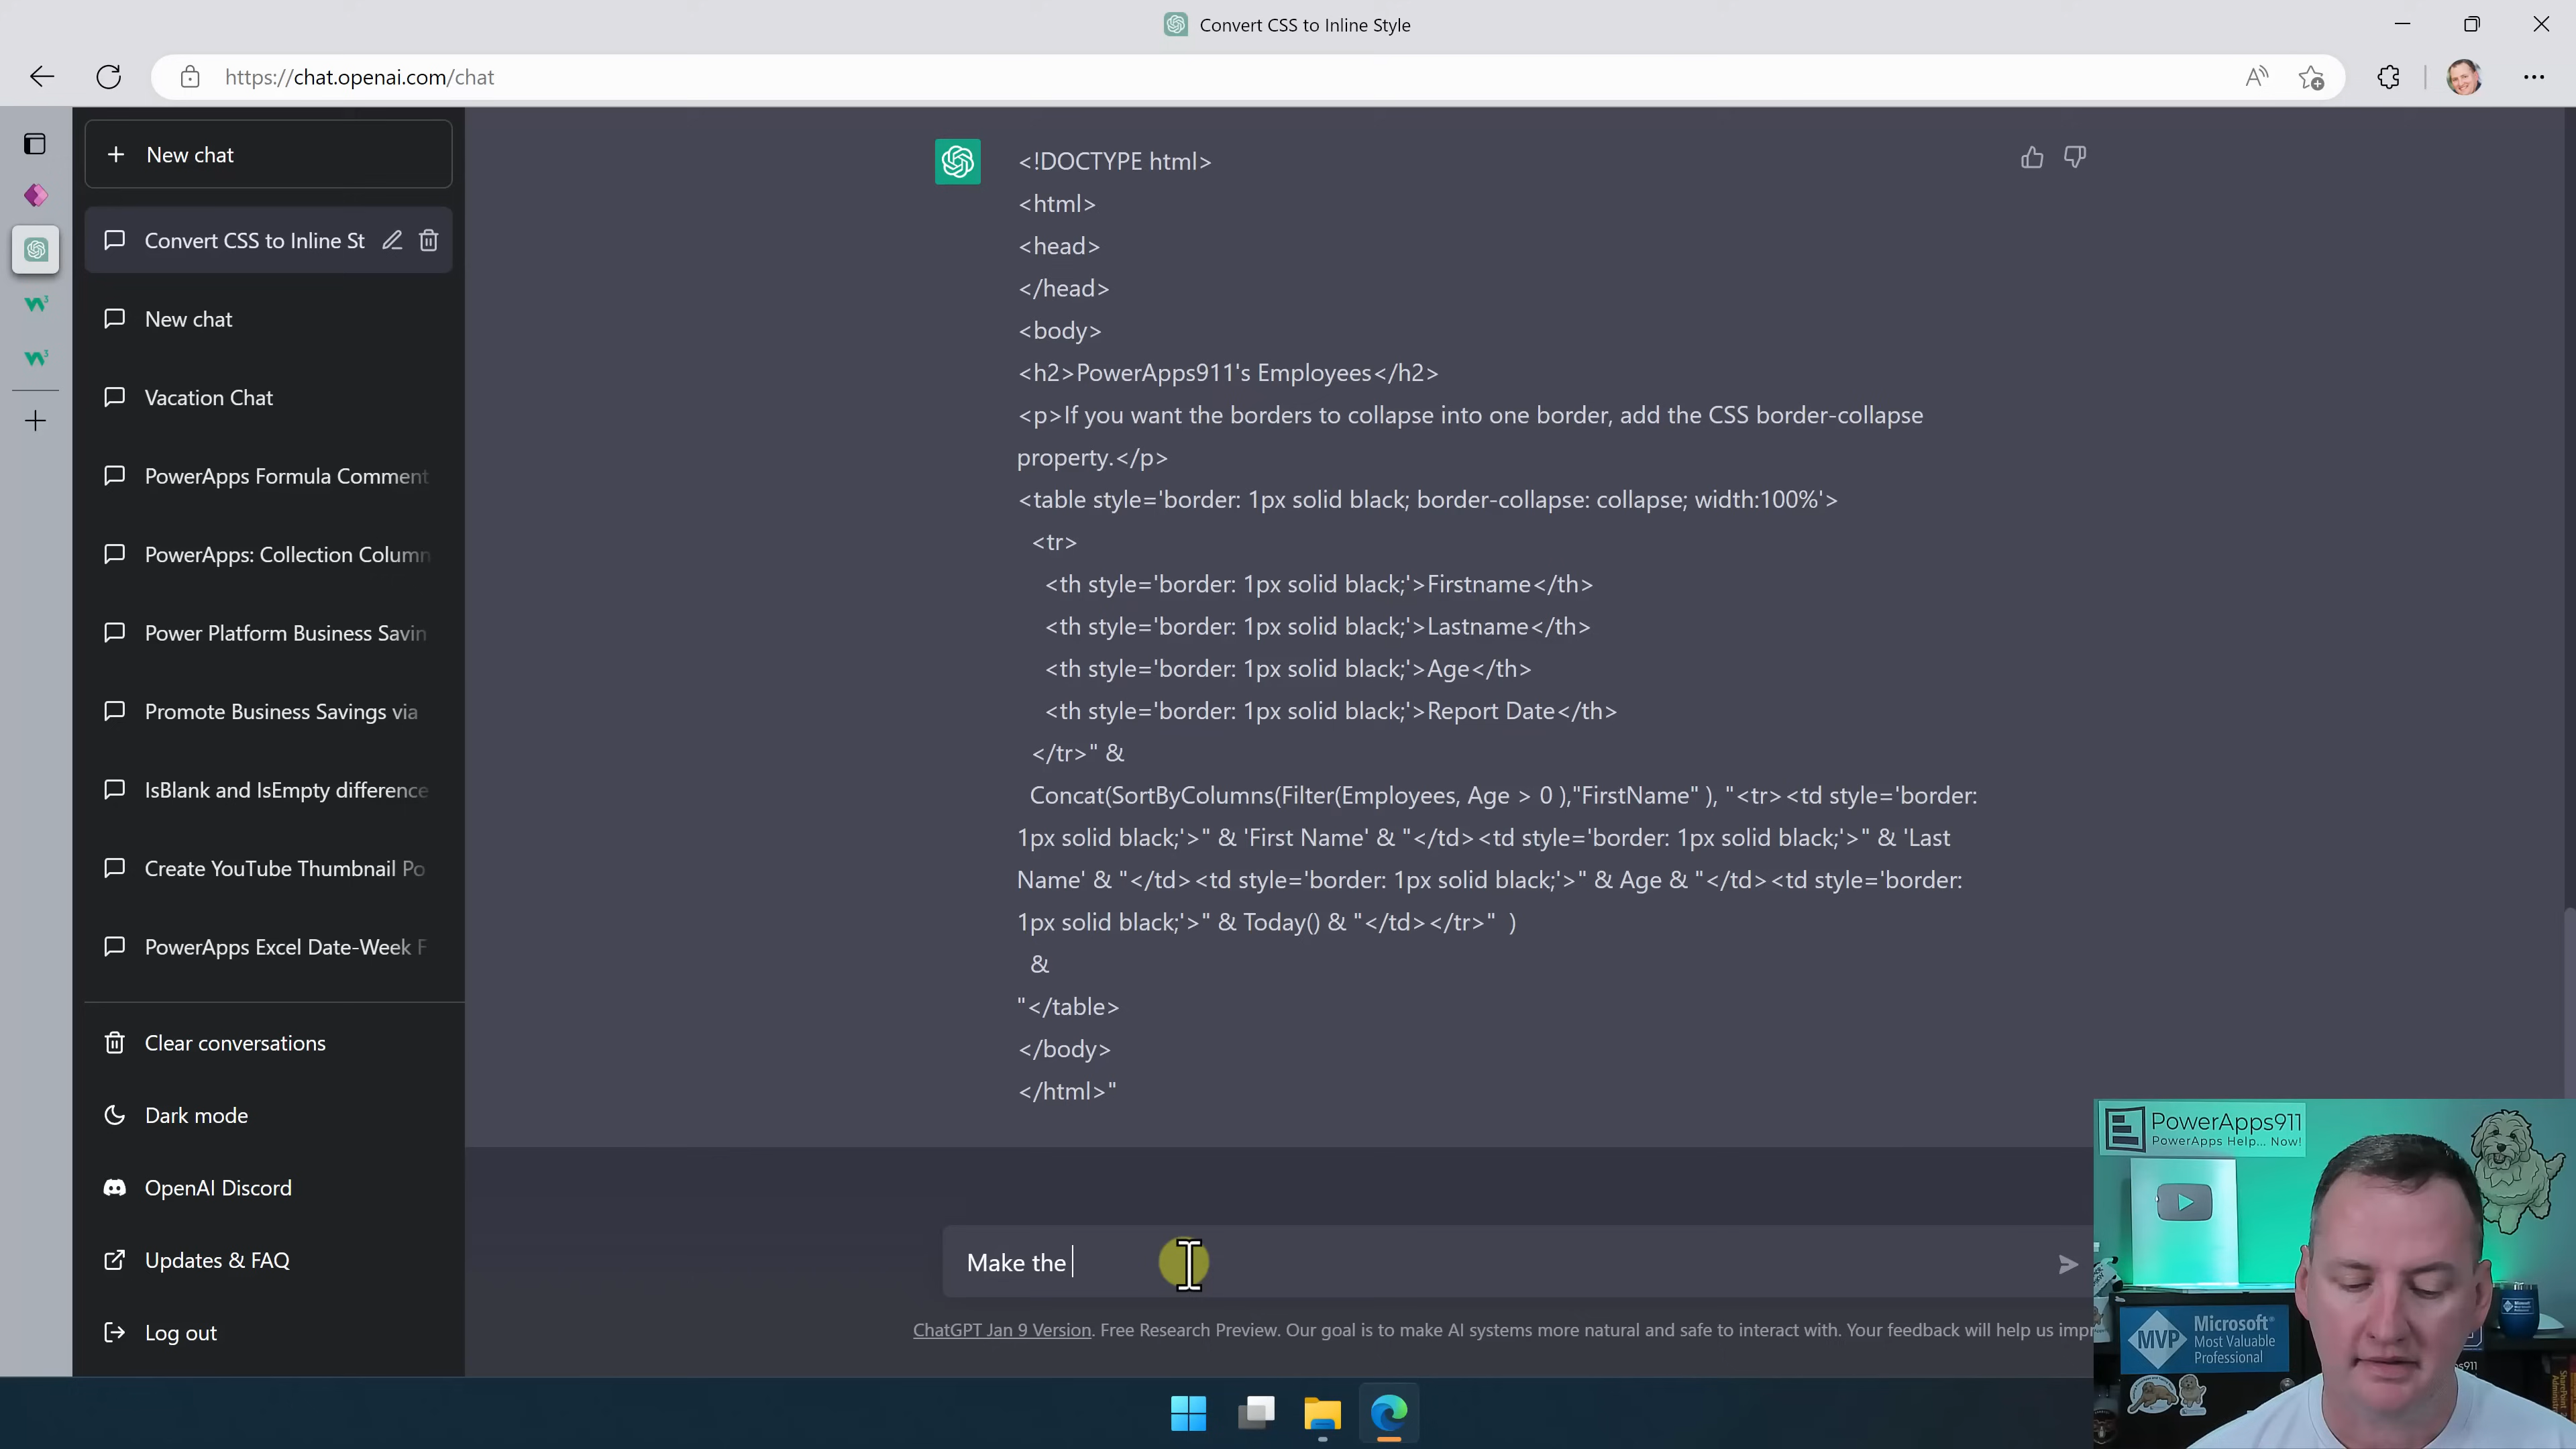 Convert CSS to Inline Style
https://chat.openai.com/chat
New chat
Convert CSS to Inline St
New chat
Vacation Chat
PowerApps Formula Comment
PowerApps: Collection Column
Power Platform Business Savin
Promote Business Savings via
IsBlank and IsEmpty difference
Create YouTube Thumbnail Po
PowerApps Excel Date-Week F
Clear conversations
Dark mode
OpenAI Discord
Updates & FAQ
Log out
<!DOCTYPE html>
<html>
<head>
</head>
<body>
<h2>PowerApps911's Employees</h2>
<p>If you want the borders to collapse into one border, add the CSS border-collapse
property.</p>
<table style='border: 1px solid black; border-collapse: collapse; width:100%'>
<tr>
<th style='border: 1px solid black;'>Firstname</th>
<th style='border: 1px solid black;'>Lastname</th>
<th style='border: 1px solid black;'>Age</th>
<th style='border: 1px solid black;'>Report Date</th>
</tr>" &
Concat(SortByColumns(Filter(Employees, Age > 0 ),"FirstName" ), "<tr><td style='border:
1px solid black;'>" & 'First Name' & "</td><td style='border: 1px solid black;'>" & 'Last
Name' & "</td><td style='border: 1px solid black;'>" & Age & "</td><td style='border:
1px solid black;'>" & Today() & "</td></tr>" )
&
"</table>
</body>
</html>"
Make the
ChatGPT Jan 9 Version. Free Research Preview. Our goal is to make AI systems more natural and safe to interact with. Your feedback will help us impr
PowerApps911
PowerApps Help... Now!
MVP
Microsoft®
Most Valuable
Professional